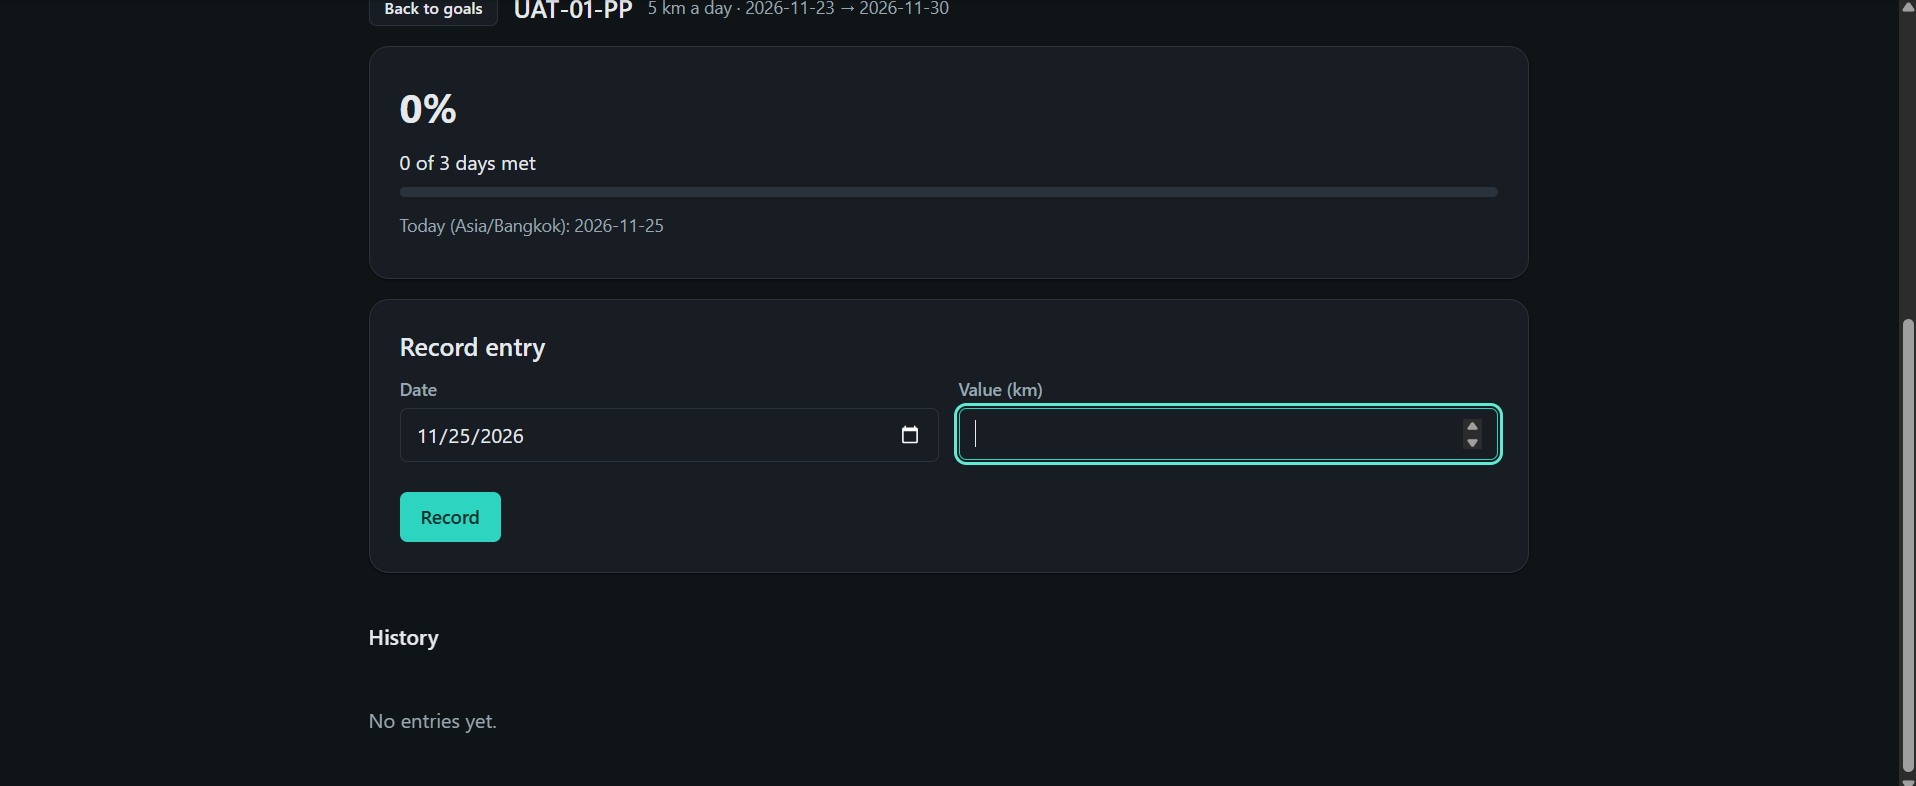 Back to goals UAT-01-PP 5 km a day · 2026-11-23 → 2026-11-30
0%
0 of 3 days met
Today (Asia/Bangkok): 2026-11-25
Record entry
Date Value (km)
11/25/2026
Record
History
No entries yet.